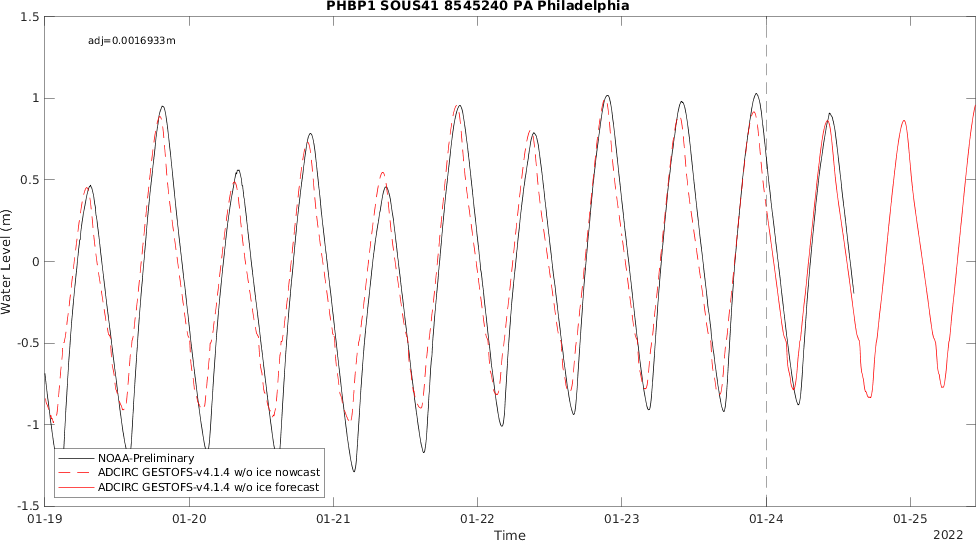 PHBP1 SOUS41 8545240 PA Philadelphia
adj=0.0016933m
1.5
1
0.5
0
-0.5
-1
-1.5
Water Level (m)
NOAA-Preliminary
ADCIRC GESTOFS-v4.1.4 w/o ice nowcast
ADCIRC GESTOFS-v4.1.4 w/o ice forecast
01-19 01-20 01-21 01-22 01-23 01-24 01-25
Time
2022